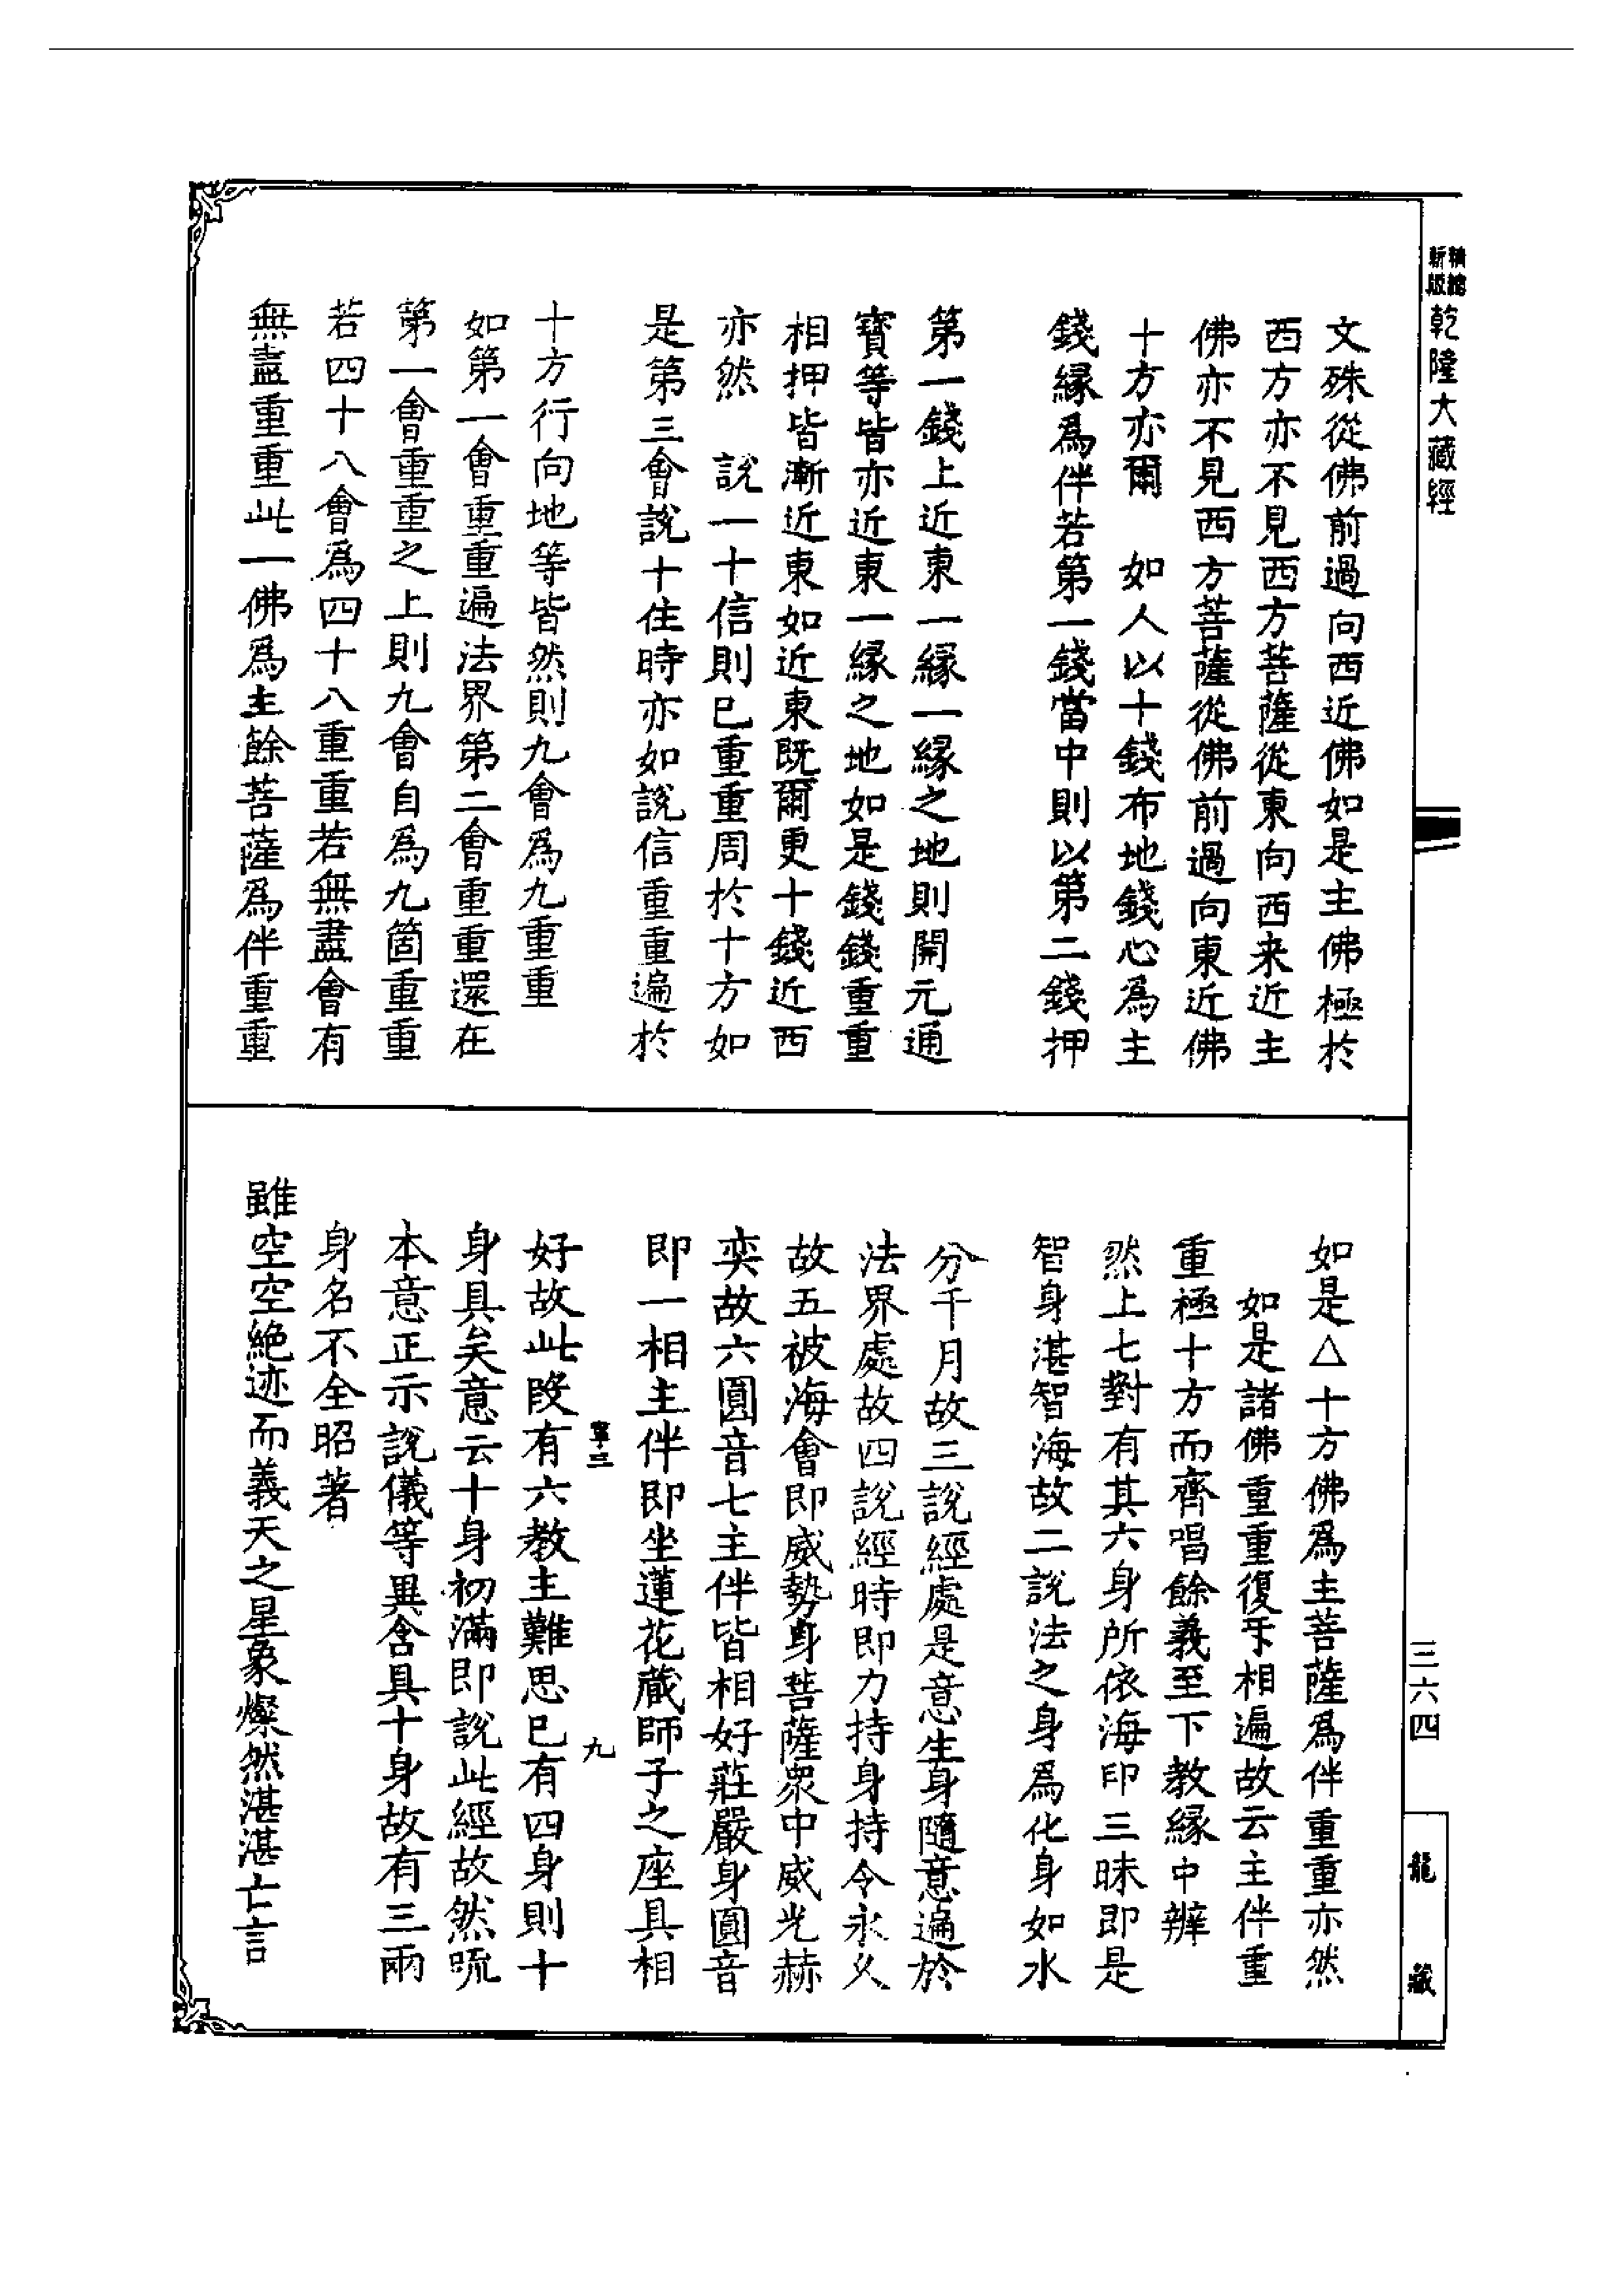 精縮新版乾隆大藏經
文殊從佛前過向西近佛如是主佛極於
西方亦不見西方菩薩從東向西来近主
佛亦不見西方菩薩從佛前過向東近佛
十方亦爾　如人以十錢布地錢心為主
錢縁爲伴若第一錢當中則以第二錢押
第一錢上近東一縁一縁之地則開元通
寳等皆亦近東一縁之地如是錢錢重重
相押皆漸近東如近東既爾更十錢近西
亦然　說一十信則已重重周於十方如
是第三會說十住時亦如說信重重遍於
十方行向地等皆然則九會爲九重重
如第一會重重遍法界第二會重重還在
第一會重重之上則九會自爲九箇重重
若四十八會爲四十八重重若無盡會有
無盡重重此一佛爲主餘菩薩爲伴重重
如是△十方佛爲主菩薩爲伴重重亦然
如是諸佛重重復㸦相遍故云主伴重
重極十方而齊唱餘義至下教縁中辨
然上七對有其六身所依海印三昧即是
智身湛智海故二說法之身爲化身如水
分千月故三說經處是意生身隨意遍於
法界處故四說經時即力持身持令永久
故五被海會即威勢身菩薩衆中威光赫
奕故六圓音七主伴皆相好莊嚴身圓音
即一相主伴即坐蓮花藏師子之座具相
寧三　九
好故此段有六教主難思已有四身則十
身具矣意云十身初滿即說此經故然疏
本意正示說儀等異含具十身故有三兩
身名不全昭著
雖空空絶迹而義天之星象燦然湛湛亡言
三六四
龍藏